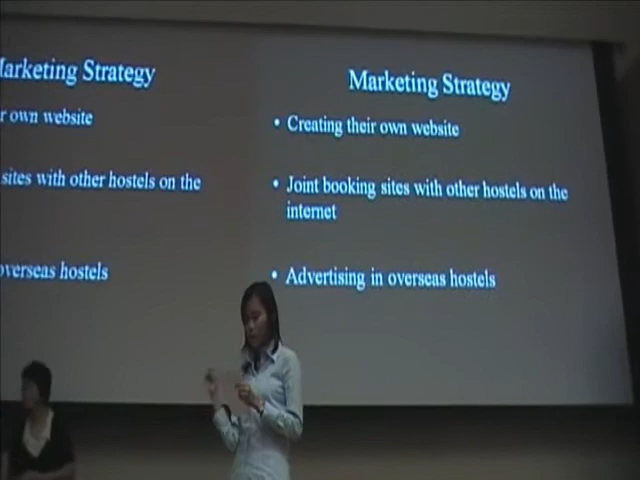 Marketing Strategy
r own website
sites with other hostels on the
overseas hostels
Marketing Strategy
• Creating their own website
• Joint booking sites with other hostels on the
internet
• Advertising in overseas hostels